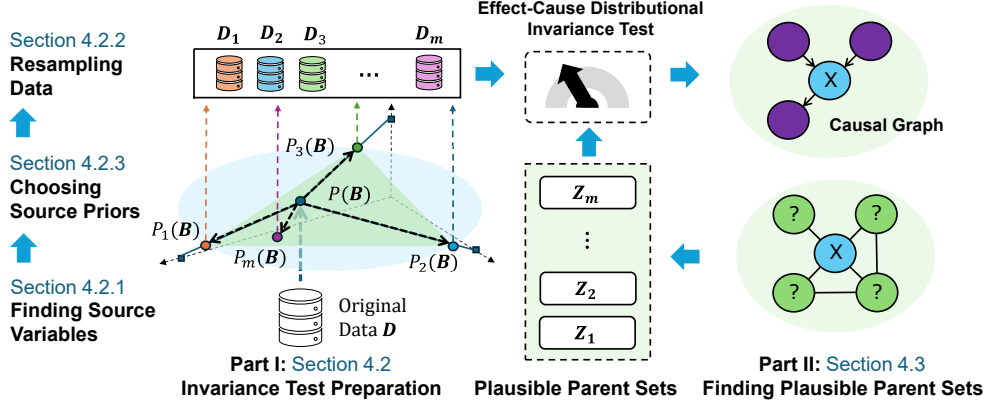 Section 4.2.2
Resampling
Data
Section 4.2.3
Choosing
Source Priors
Section 4.2.1
Finding Source
Variables
D₁ D₂ D₃ ... Dₘ
P₃(B)
P(B)
P₁(B)
Pₘ(B)
P₂(B)
Original
Data D
Part I: Section 4.2
Invariance Test Preparation
Effect-Cause Distributional
Invariance Test
Zₘ
⋮
Z₂
Z₁
Plausible Parent Sets
X
Causal Graph
? ?
X
? ?
Part II: Section 4.3
Finding Plausible Parent Sets